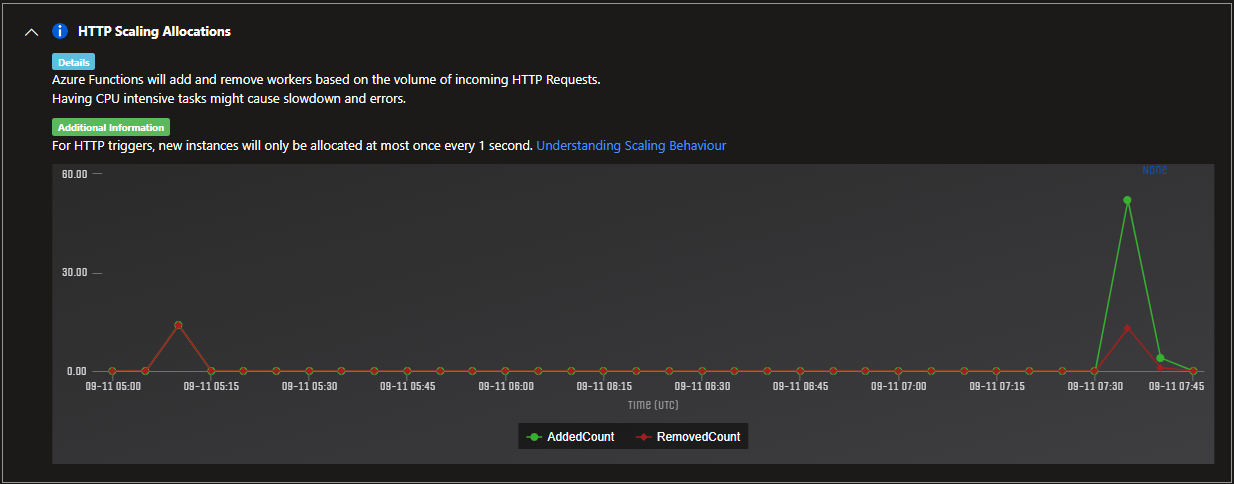 HTTP Scaling Allocations
Details
Azure Functions will add and remove workers based on the volume of incoming HTTP Requests.
Having CPU intensive tasks might cause slowdown and errors.
Additional Information
For HTTP triggers, new instances will only be allocated at most once every 1 second. Understanding Scaling Behaviour
None
60.00
30.00
0.00
09-11 05:00 09-11 05:15 09-11 05:30 09-11 05:45 09-11 06:00 09-11 06:15 09-11 06:30 09-11 06:45 09-11 07:00 09-11 07:15 09-11 07:30 09-11 07:45
Time (UTC)
AddedCount RemovedCount